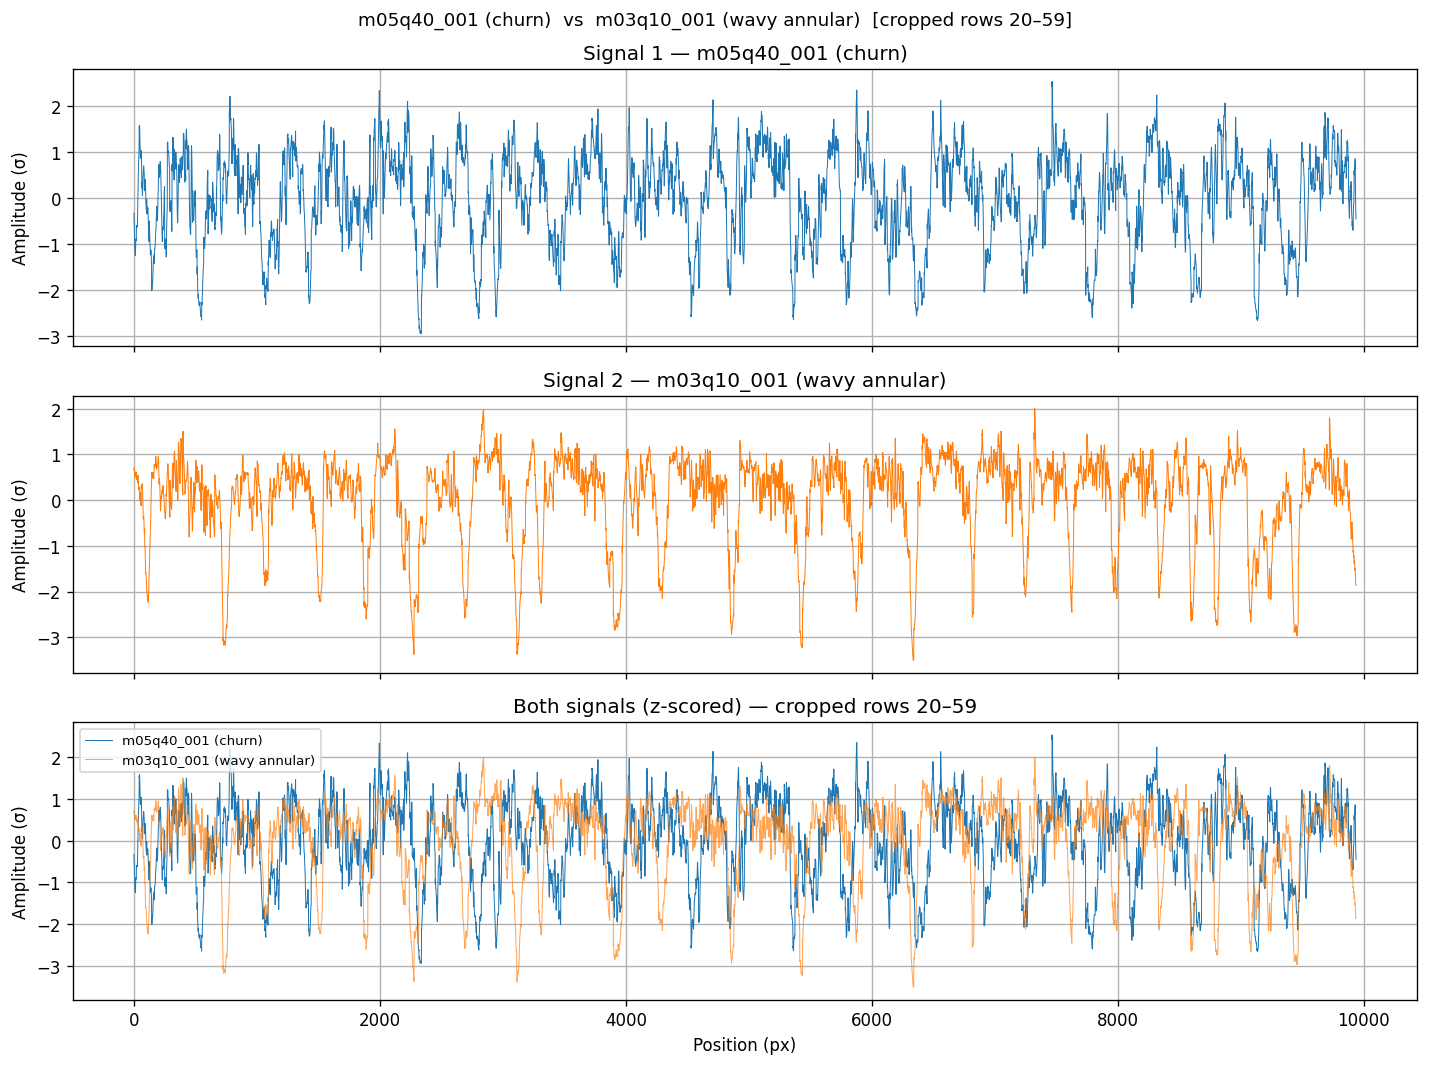 m05q40_001 (churn)  vs  m03q10_001 (wavy annular)  [cropped rows 20–59]
Signal 1 — m05q40_001 (churn)
Amplitude (σ)
2
1
0
−1
−2
−3
Signal 2 — m03q10_001 (wavy annular)
Amplitude (σ)
2
1
0
−1
−2
−3
Both signals (z-scored) — cropped rows 20–59
m05q40_001 (churn)
m03q10_001 (wavy annular)
Amplitude (σ)
2
1
0
−1
−2
−3
0 2000 4000 6000 8000 10000
Position (px)